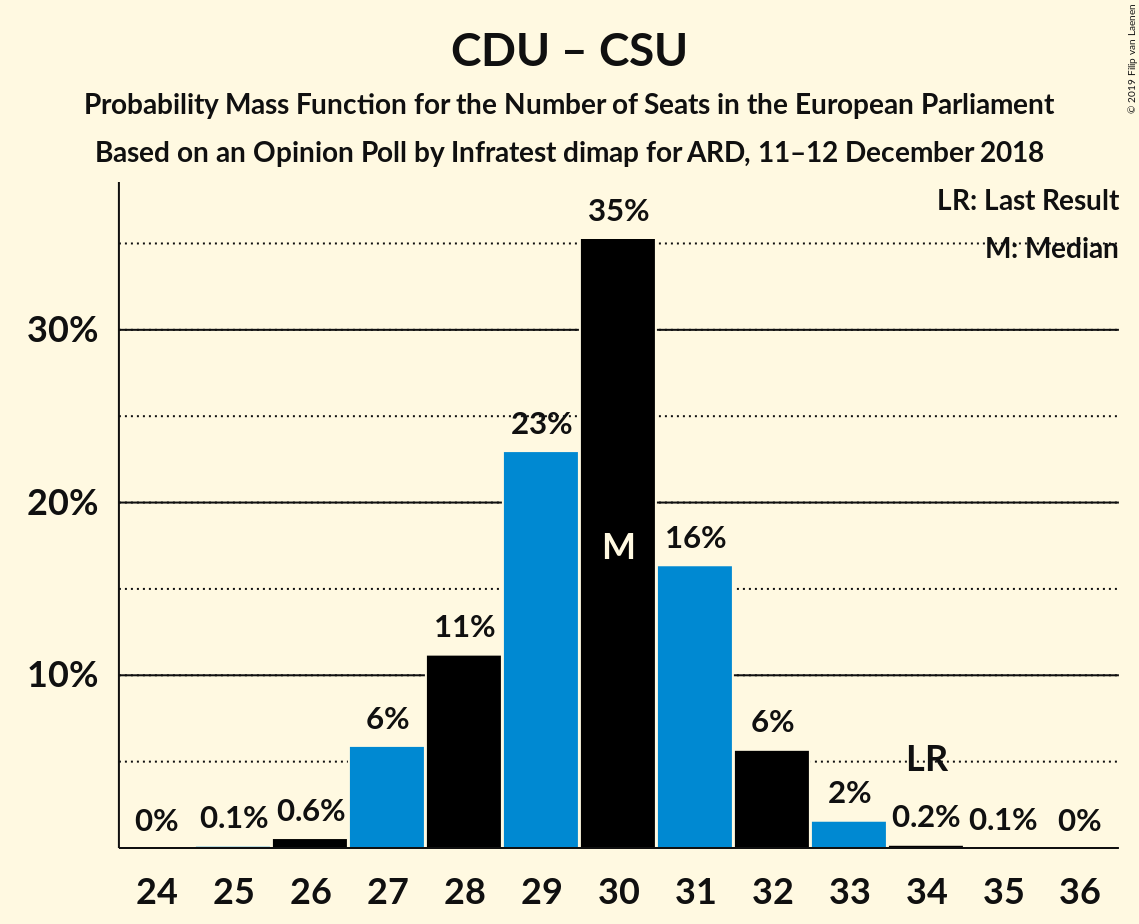 CDU – CSU
Probability Mass Function for the Number of Seats in the European Parliament
Based on an Opinion Poll by Infratest dimap for ARD, 11–12 December 2018
© 2019 Filip van Laenen
LR: Last Result
M: Median
35%
30%
23%
20%
M
16%
11%
10%
6%
6%
LR
2%
0% 0.1% 0.6% 0.2% 0.1% 0%
24 25 26 27 28 29 30 31 32 33 34 35 36